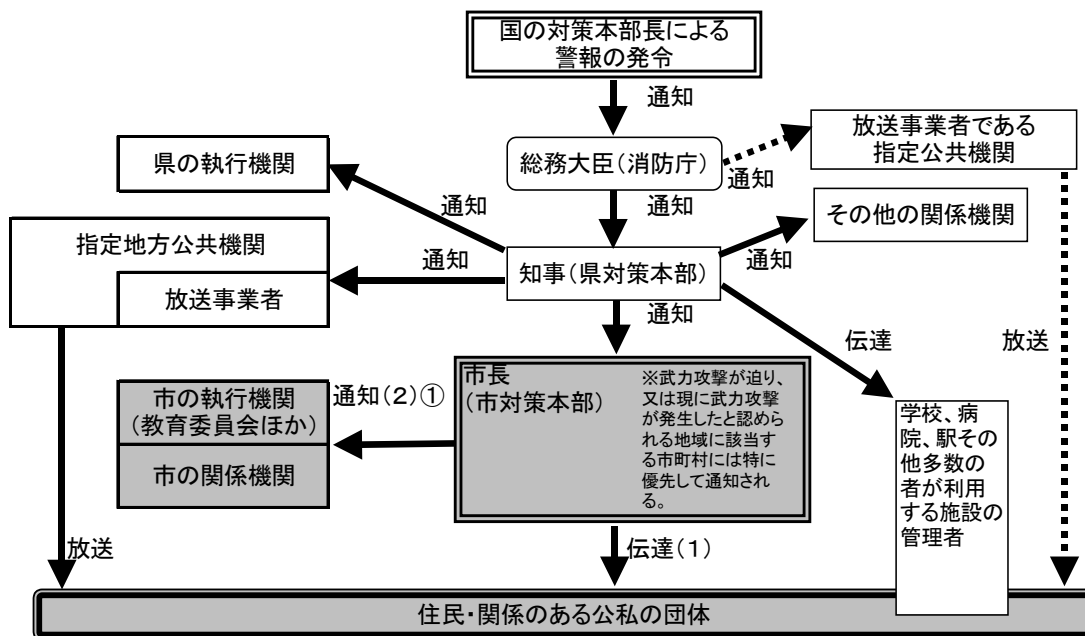 国の対策本部長による
警報の発令
通知
放送事業者である
指定公共機関
総務大臣(消防庁)
通知
県の執行機関
通知
通知
その他の関係機関
指定地方公共機関
放送事業者
通知
知事(県対策本部)
通知
通知
伝達
放送
市長
(市対策本部)
※武力攻撃が迫り、
又は現に武力攻撃
が発生したと認めら
れる地域に該当す
る市町村には特に
優先して通知され
る。
通知(2)①
市の執行機関
(教育委員会ほか)
市の関係機関
学校、病
院、駅その
他多数の
者が利用
する施設の
管理者
放送
伝達(1)
住民・関係のある公私の団体